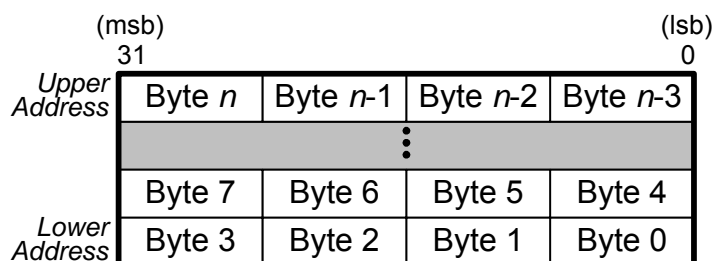 (msb) (lsb)
31 0
Upper Address Byte n Byte n-1 Byte n-2 Byte n-3
Byte 7 Byte 6 Byte 5 Byte 4
Lower Address Byte 3 Byte 2 Byte 1 Byte 0